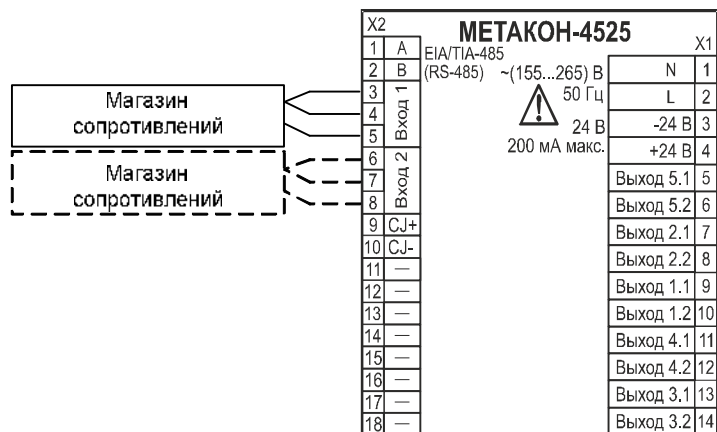 X2
МЕТАКОН-4525
X1
1 A
EIA/TIA-485
2 B
(RS-485)
~(155...265) В
50 Гц
24 В
200 мА макс.
Магазин
сопротивлений
3
4
5
Вход 1
Магазин
сопротивлений
6
7
8
Вход 2
9 CJ+
10 CJ-
11 —
12 —
13 —
14 —
15 —
16 —
17 —
18 —
N 1
L 2
-24 В 3
+24 В 4
Выход 5.1 5
Выход 5.2 6
Выход 2.1 7
Выход 2.2 8
Выход 1.1 9
Выход 1.2 10
Выход 4.1 11
Выход 4.2 12
Выход 3.1 13
Выход 3.2 14